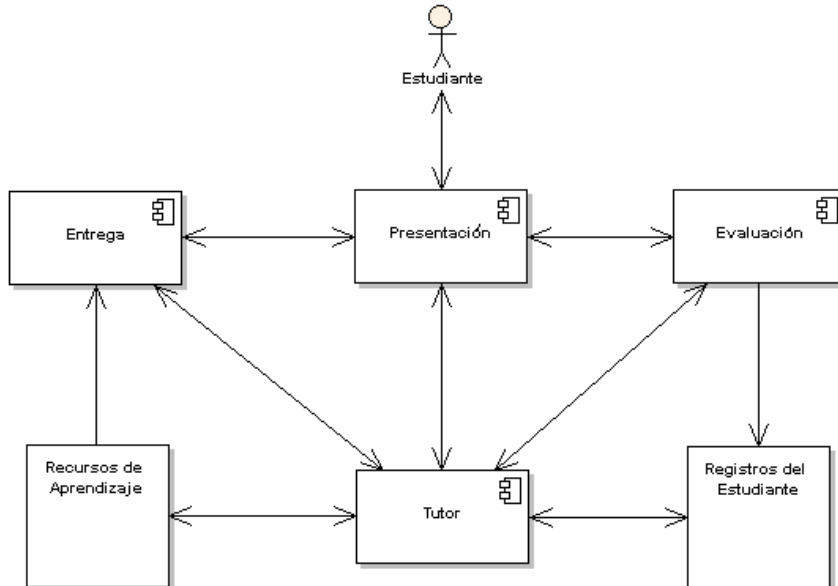 Estudiante
Entrega
Presentación
Evaluación
Recursos de
Aprendizaje
Tutor
Registros del
Estudiante